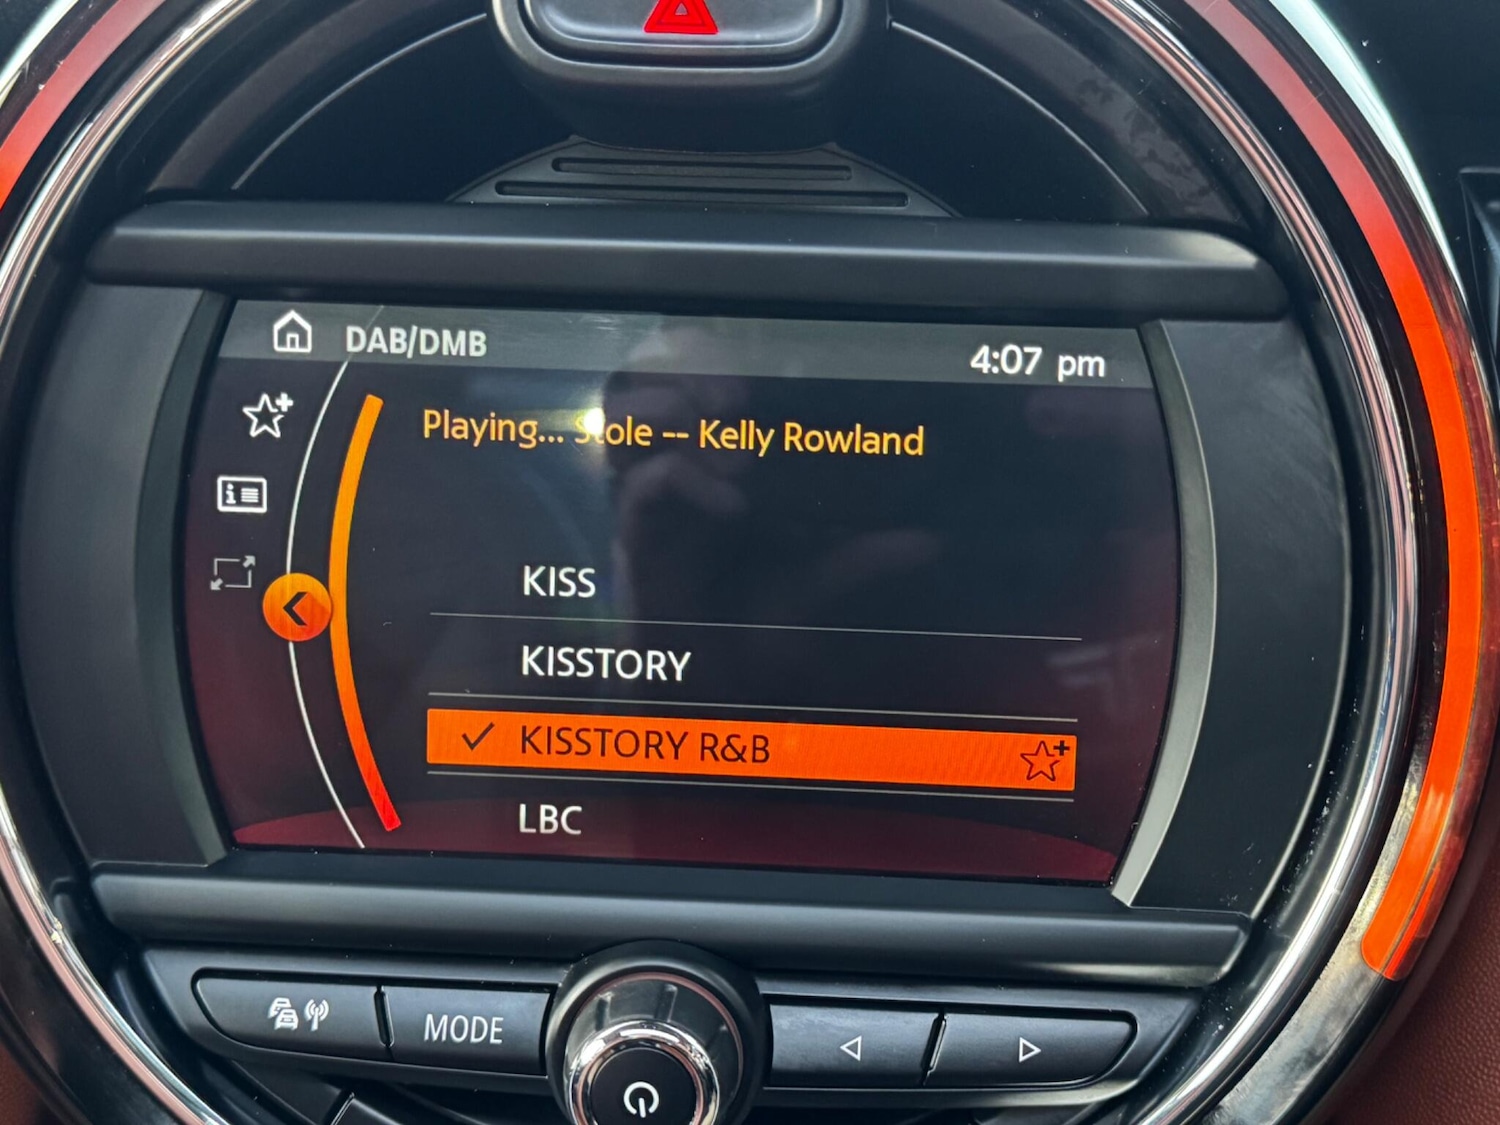 DAB/DMB
4:07 pm
Playing... Stole -- Kelly Rowland
KISS
KISSTORY
KISSTORY R&B
LBC
MODE